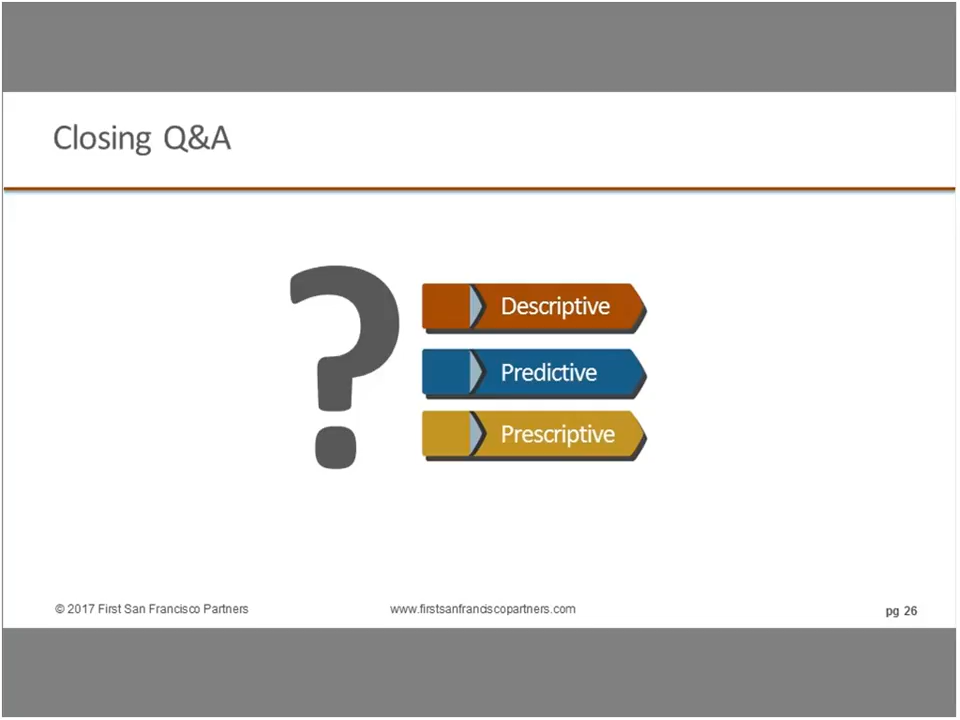 Closing Q&A
?
Descriptive
Predictive
Prescriptive
© 2017 First San Francisco Partners
www.firstsanfranciscopartners.com
pg 26